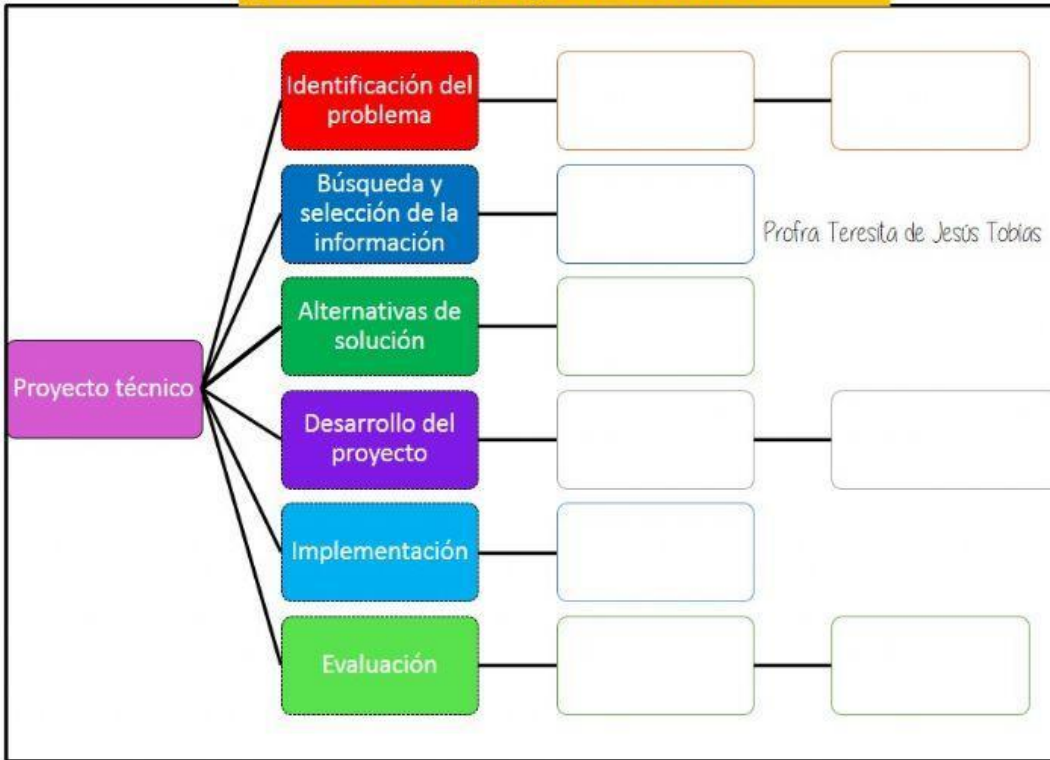 Identificación del
problema
Búsqueda y
selección de la
información
Profra Teresita de Jesús Tobias
Alternativas de
solución
Proyecto técnico
Desarrollo del
proyecto
Implementación
Evaluación